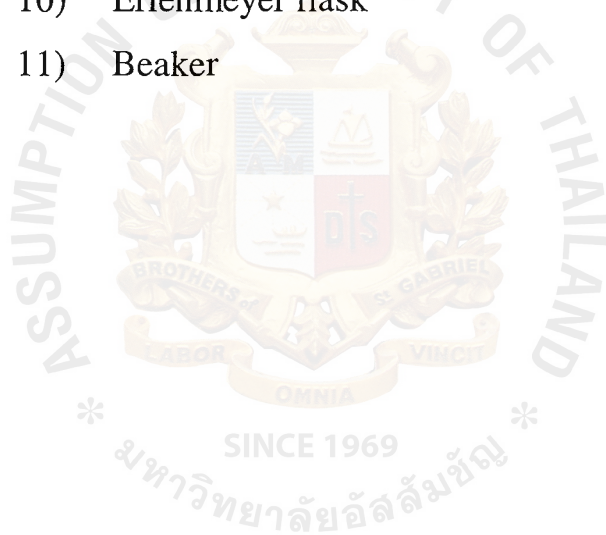 10) Erlenmeyer flask
11) Beaker
ASSUMPTION
OF THAILAND
A M
D S
BROTHERS of St GABRIEL
LABOR VINCIT
OMNIA
* SINCE 1969 *
มหาวิทยาลัยอัสสัมชัญ